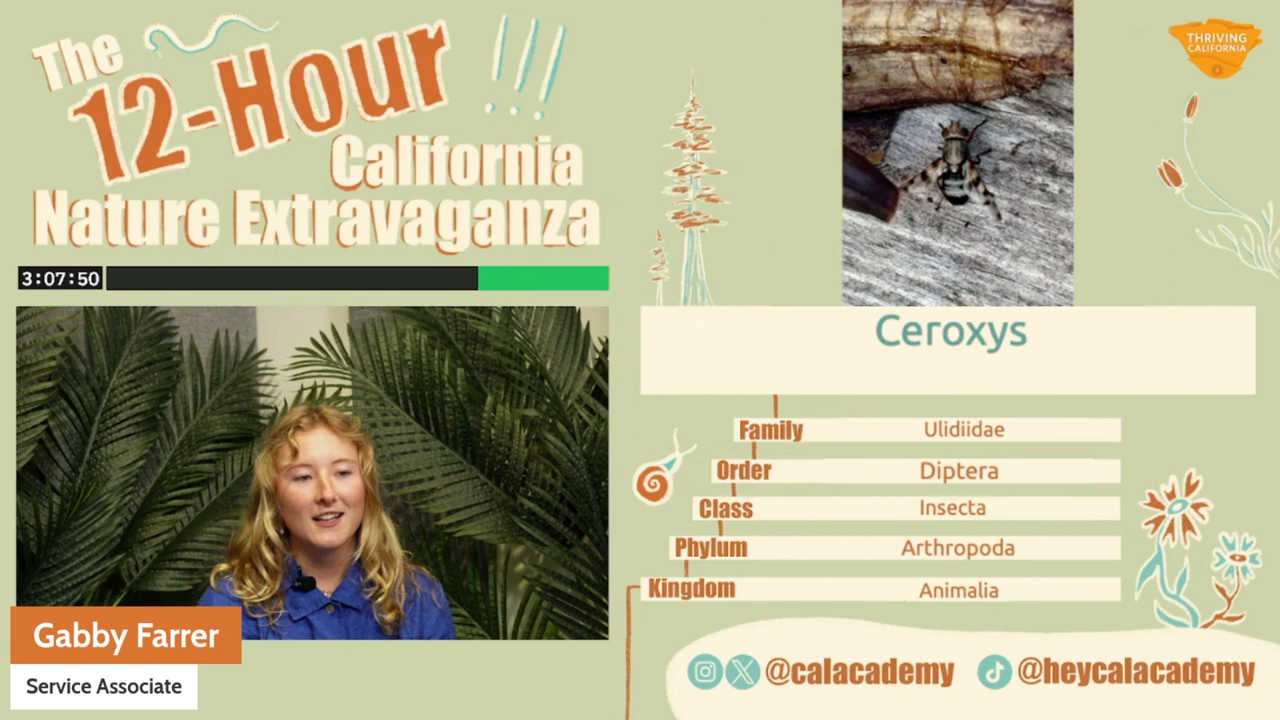 The
12-Hour !!!
California
Nature Extravaganza
3:07:50
Gabby Farrer
Service Associate
THRIVING
CALIFORNIA
Ceroxys
Family Ulidiidae
Order Diptera
Class Insecta
Phylum Arthropoda
Kingdom Animalia
@calacademy @heycalacademy